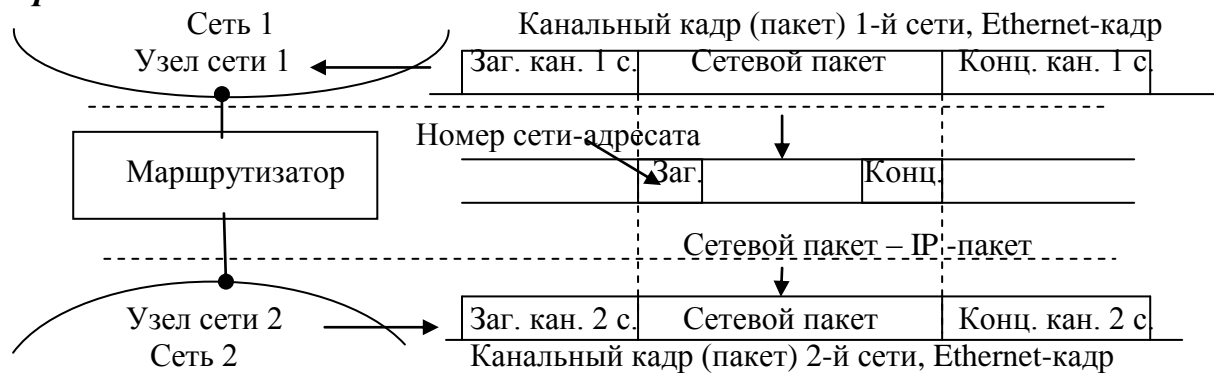 Сеть 1 Канальный кадр (пакет) 1-й сети, Ethernet-кадр
Узел сети 1 Заг. кан. 1 с. Сетевой пакет Конц. кан. 1 с.
Номер сети-адресата
Маршрутизатор Заг. Конц.
Сетевой пакет – IP-пакет
Узел сети 2 Заг. кан. 2 с. Сетевой пакет Конц. кан. 2 с.
Сеть 2 Канальный кадр (пакет) 2-й сети, Ethernet-кадр